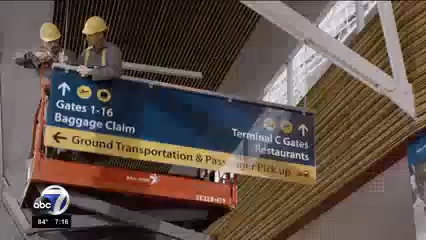 Gates 1-16
Baggage Claim
Terminal C Gates
Restaurants
Ground Transportation & Passenger Pick up
abc 7
84° 7:16